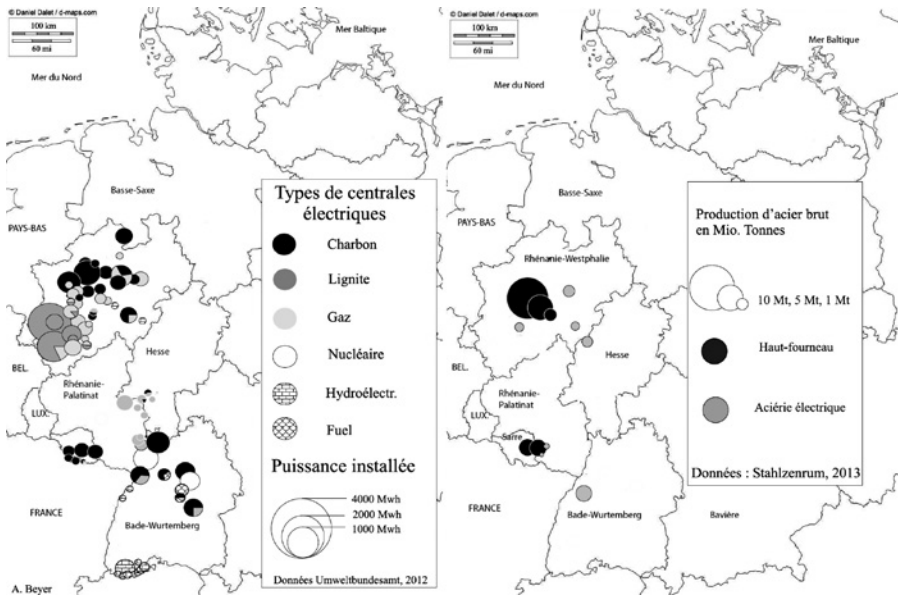 © Daniel Dalet / d-maps.com
100 km
60 mi
Mer du Nord
Mer Baltique
Basse-Saxe
PAYS-BAS
BEL.
Hesse
Rhénanie-
Palatinat
LUX.
FRANCE
Bade-Wurtemberg
A. Beyer
Types de centrales
électriques
Charbon
Lignite
Gaz
Nucléaire
Hydroélectr.
Fuel
Puissance installée
4000 Mwh
2000 Mwh
1000 Mwh
Données Umweltbundesamt, 2012
© Daniel Dalet / d-maps.com
100 km
60 mi
Mer du Nord
Mer Baltique
Basse-Saxe
PAYS-BAS
Rhénanie-Westphalie
BEL.
Hesse
Rhénanie-
Palatinat
LUX.
Sarre
FRANCE
Bade-Wurtemberg
Bavière
Production d'acier brut
en Mio. Tonnes
10 Mt, 5 Mt, 1 Mt
Haut-fourneau
Aciérie électrique
Données : Stahlzenrum, 2013